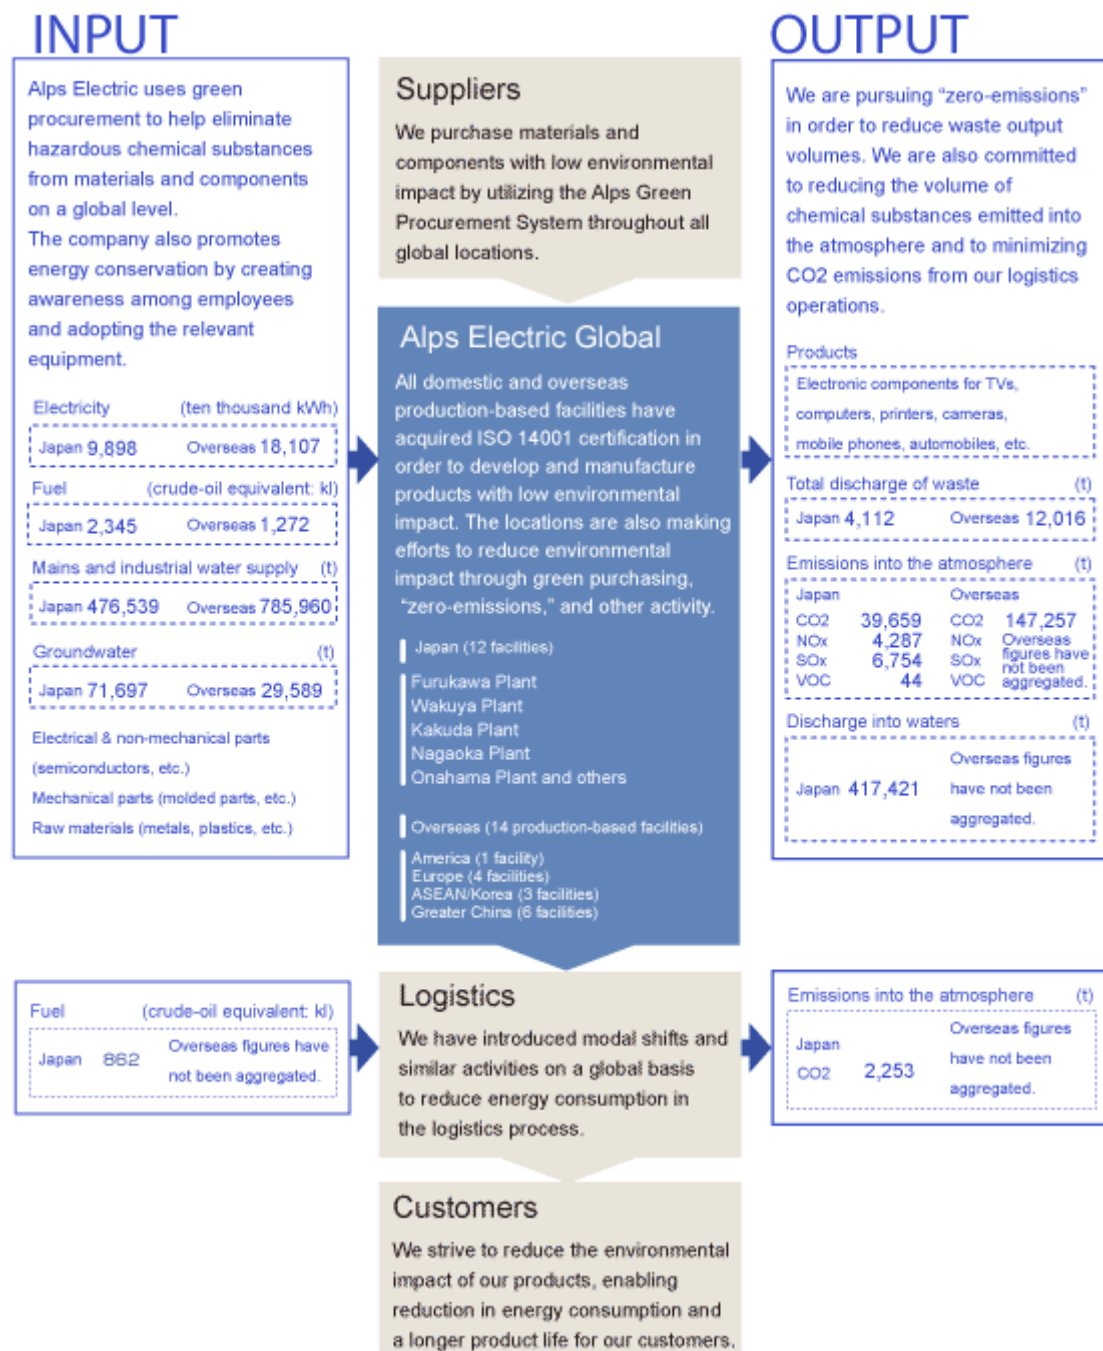 INPUT
Alps Electric uses green
procurement to help eliminate
hazardous chemical substances
from materials and components
on a global level.
The company also promotes
energy conservation by creating
awareness among employees
and adopting the relevant
equipment.
Electricity (ten thousand kWh)
Japan 9,898 Overseas 18,107
Fuel (crude-oil equivalent: kl)
Japan 2,345 Overseas 1,272
Mains and industrial water supply (t)
Japan 476,539 Overseas 785,960
Groundwater (t)
Japan 71,697 Overseas 29,589
Electrical & non-mechanical parts
(semiconductors, etc.)
Mechanical parts (molded parts, etc.)
Raw materials (metals, plastics, etc.)
Suppliers
We purchase materials and
components with low environmental
impact by utilizing the Alps Green
Procurement System throughout all
global locations.
Alps Electric Global
All domestic and overseas
production-based facilities have
acquired ISO 14001 certification in
order to develop and manufacture
products with low environmental
impact. The locations are also making
efforts to reduce environmental
impact through green purchasing,
"zero-emissions," and other activity.
Japan (12 facilities)
Furukawa Plant
Wakuya Plant
Kakuda Plant
Nagaoka Plant
Onahama Plant and others
Overseas (14 production-based facilities)
America (1 facility)
Europe (4 facilities)
ASEAN/Korea (3 facilities)
Greater China (6 facilities)
OUTPUT
We are pursuing "zero-emissions"
in order to reduce waste output
volumes. We are also committed
to reducing the volume of
chemical substances emitted into
the atmosphere and to minimizing
CO2 emissions from our logistics
operations.
Products
Electronic components for TVs,
computers, printers, cameras,
mobile phones, automobiles, etc.
Total discharge of waste (t)
Japan 4,112 Overseas 12,016
Emissions into the atmosphere (t)
Japan Overseas
CO2 39,659 CO2 147,257
NOx 4,287 NOx Overseas
SOx 6,754 SOx figures have
not been
VOC 44 VOC aggregated.
Discharge into waters (t)
Overseas figures
Japan 417,421 have not been
aggregated.
Fuel (crude-oil equivalent: kl)
Japan 862 Overseas figures have
not been aggregated.
Logistics
We have introduced modal shifts and
similar activities on a global basis
to reduce energy consumption in
the logistics process.
Emissions into the atmosphere (t)
Overseas figures
Japan
have not been
CO2 2,253
aggregated.
Customers
We strive to reduce the environmental
impact of our products, enabling
reduction in energy consumption and
a longer product life for our customers.